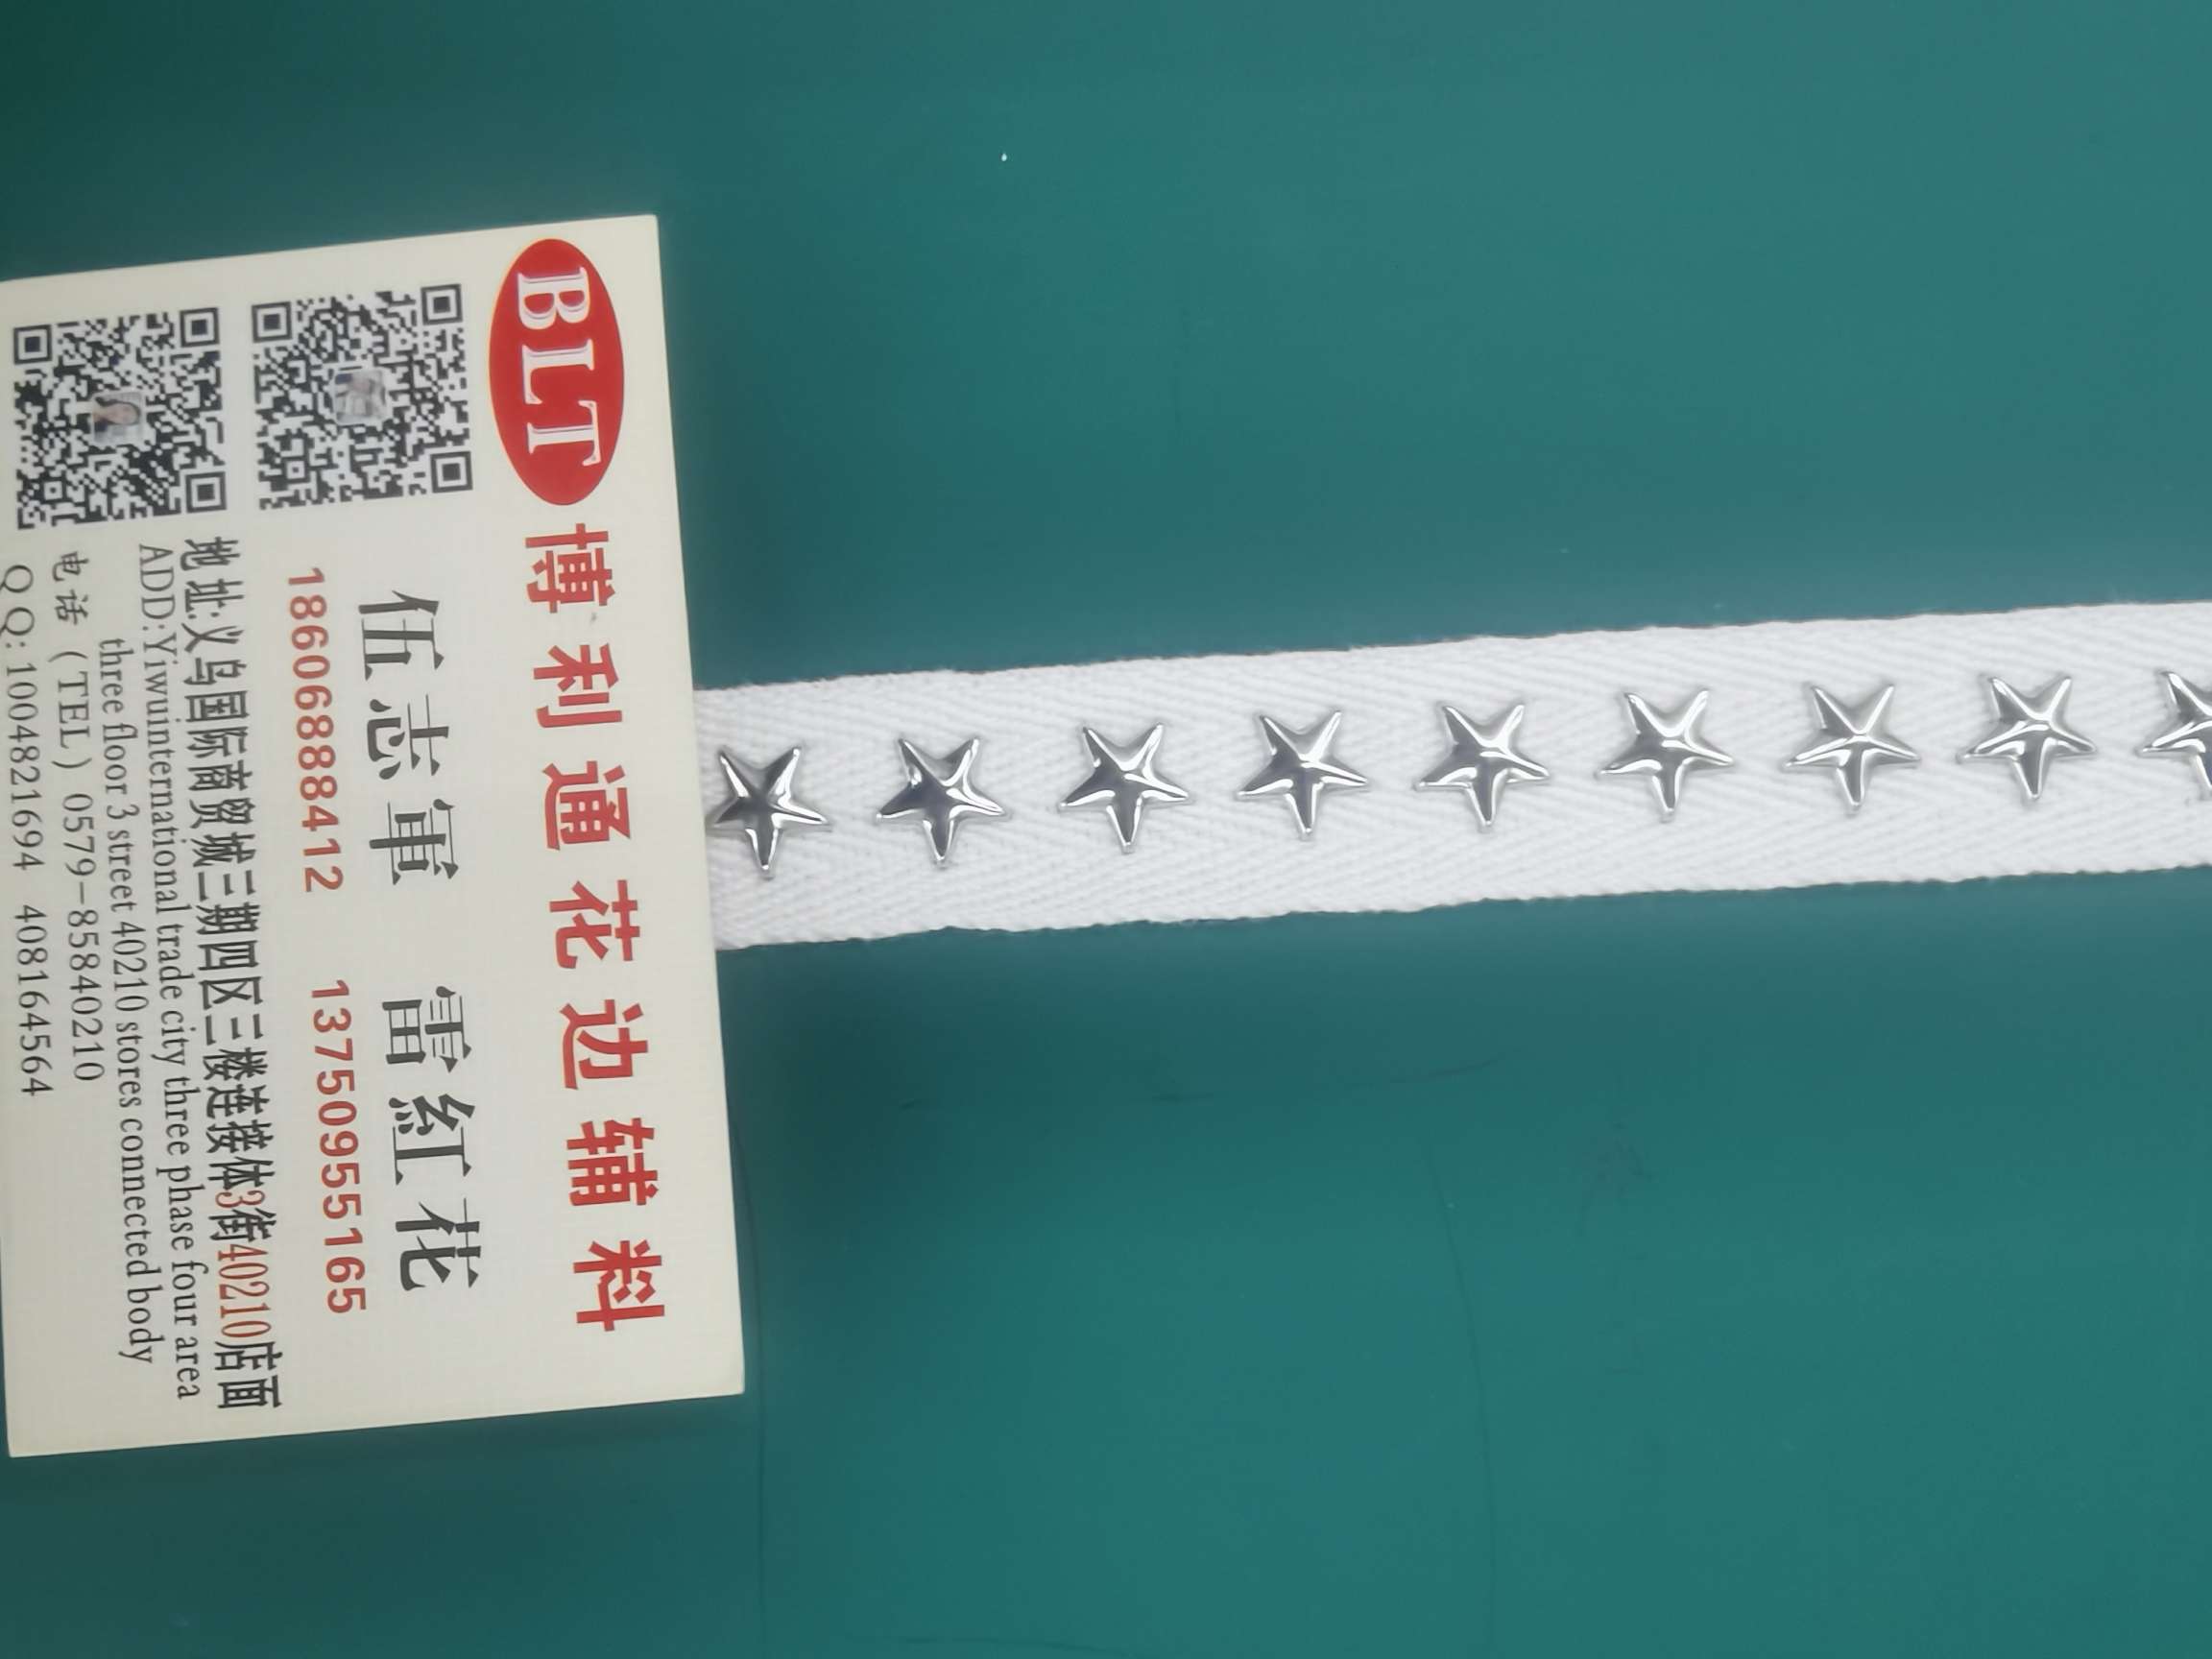 BLT 博利通花边辅料
伍志軍 雷紅花
18606888412 13750955165
地址:义乌国际商贸城三期四区三楼连接体3街40210店面
ADD:Yiwuinternational trade city three phase four area
three floor 3 street 40210 stores connected body
电话（TEL）0579-85840210
QQ:1004821694 408164564